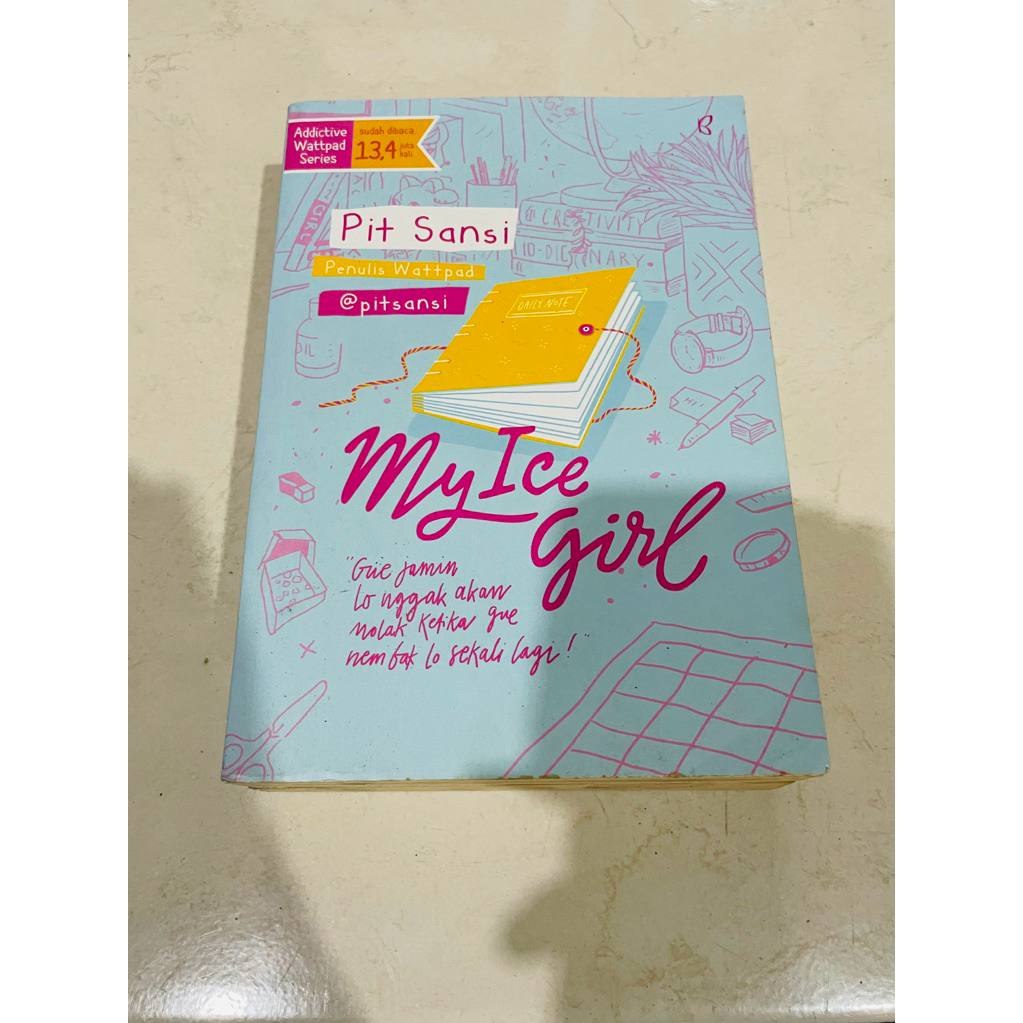 Addictive
Wattpad
Series
sudah dibaca
13,4 juta
kali
Pit Sansi
Penulis Wattpad
@pitsansi
GIRL
& CREATIVITY
DAILY NOTE
My Ice
Girl
"Gue jamin
lo nggak akan
nolak ketika gue
nembak lo sekali lagi!"